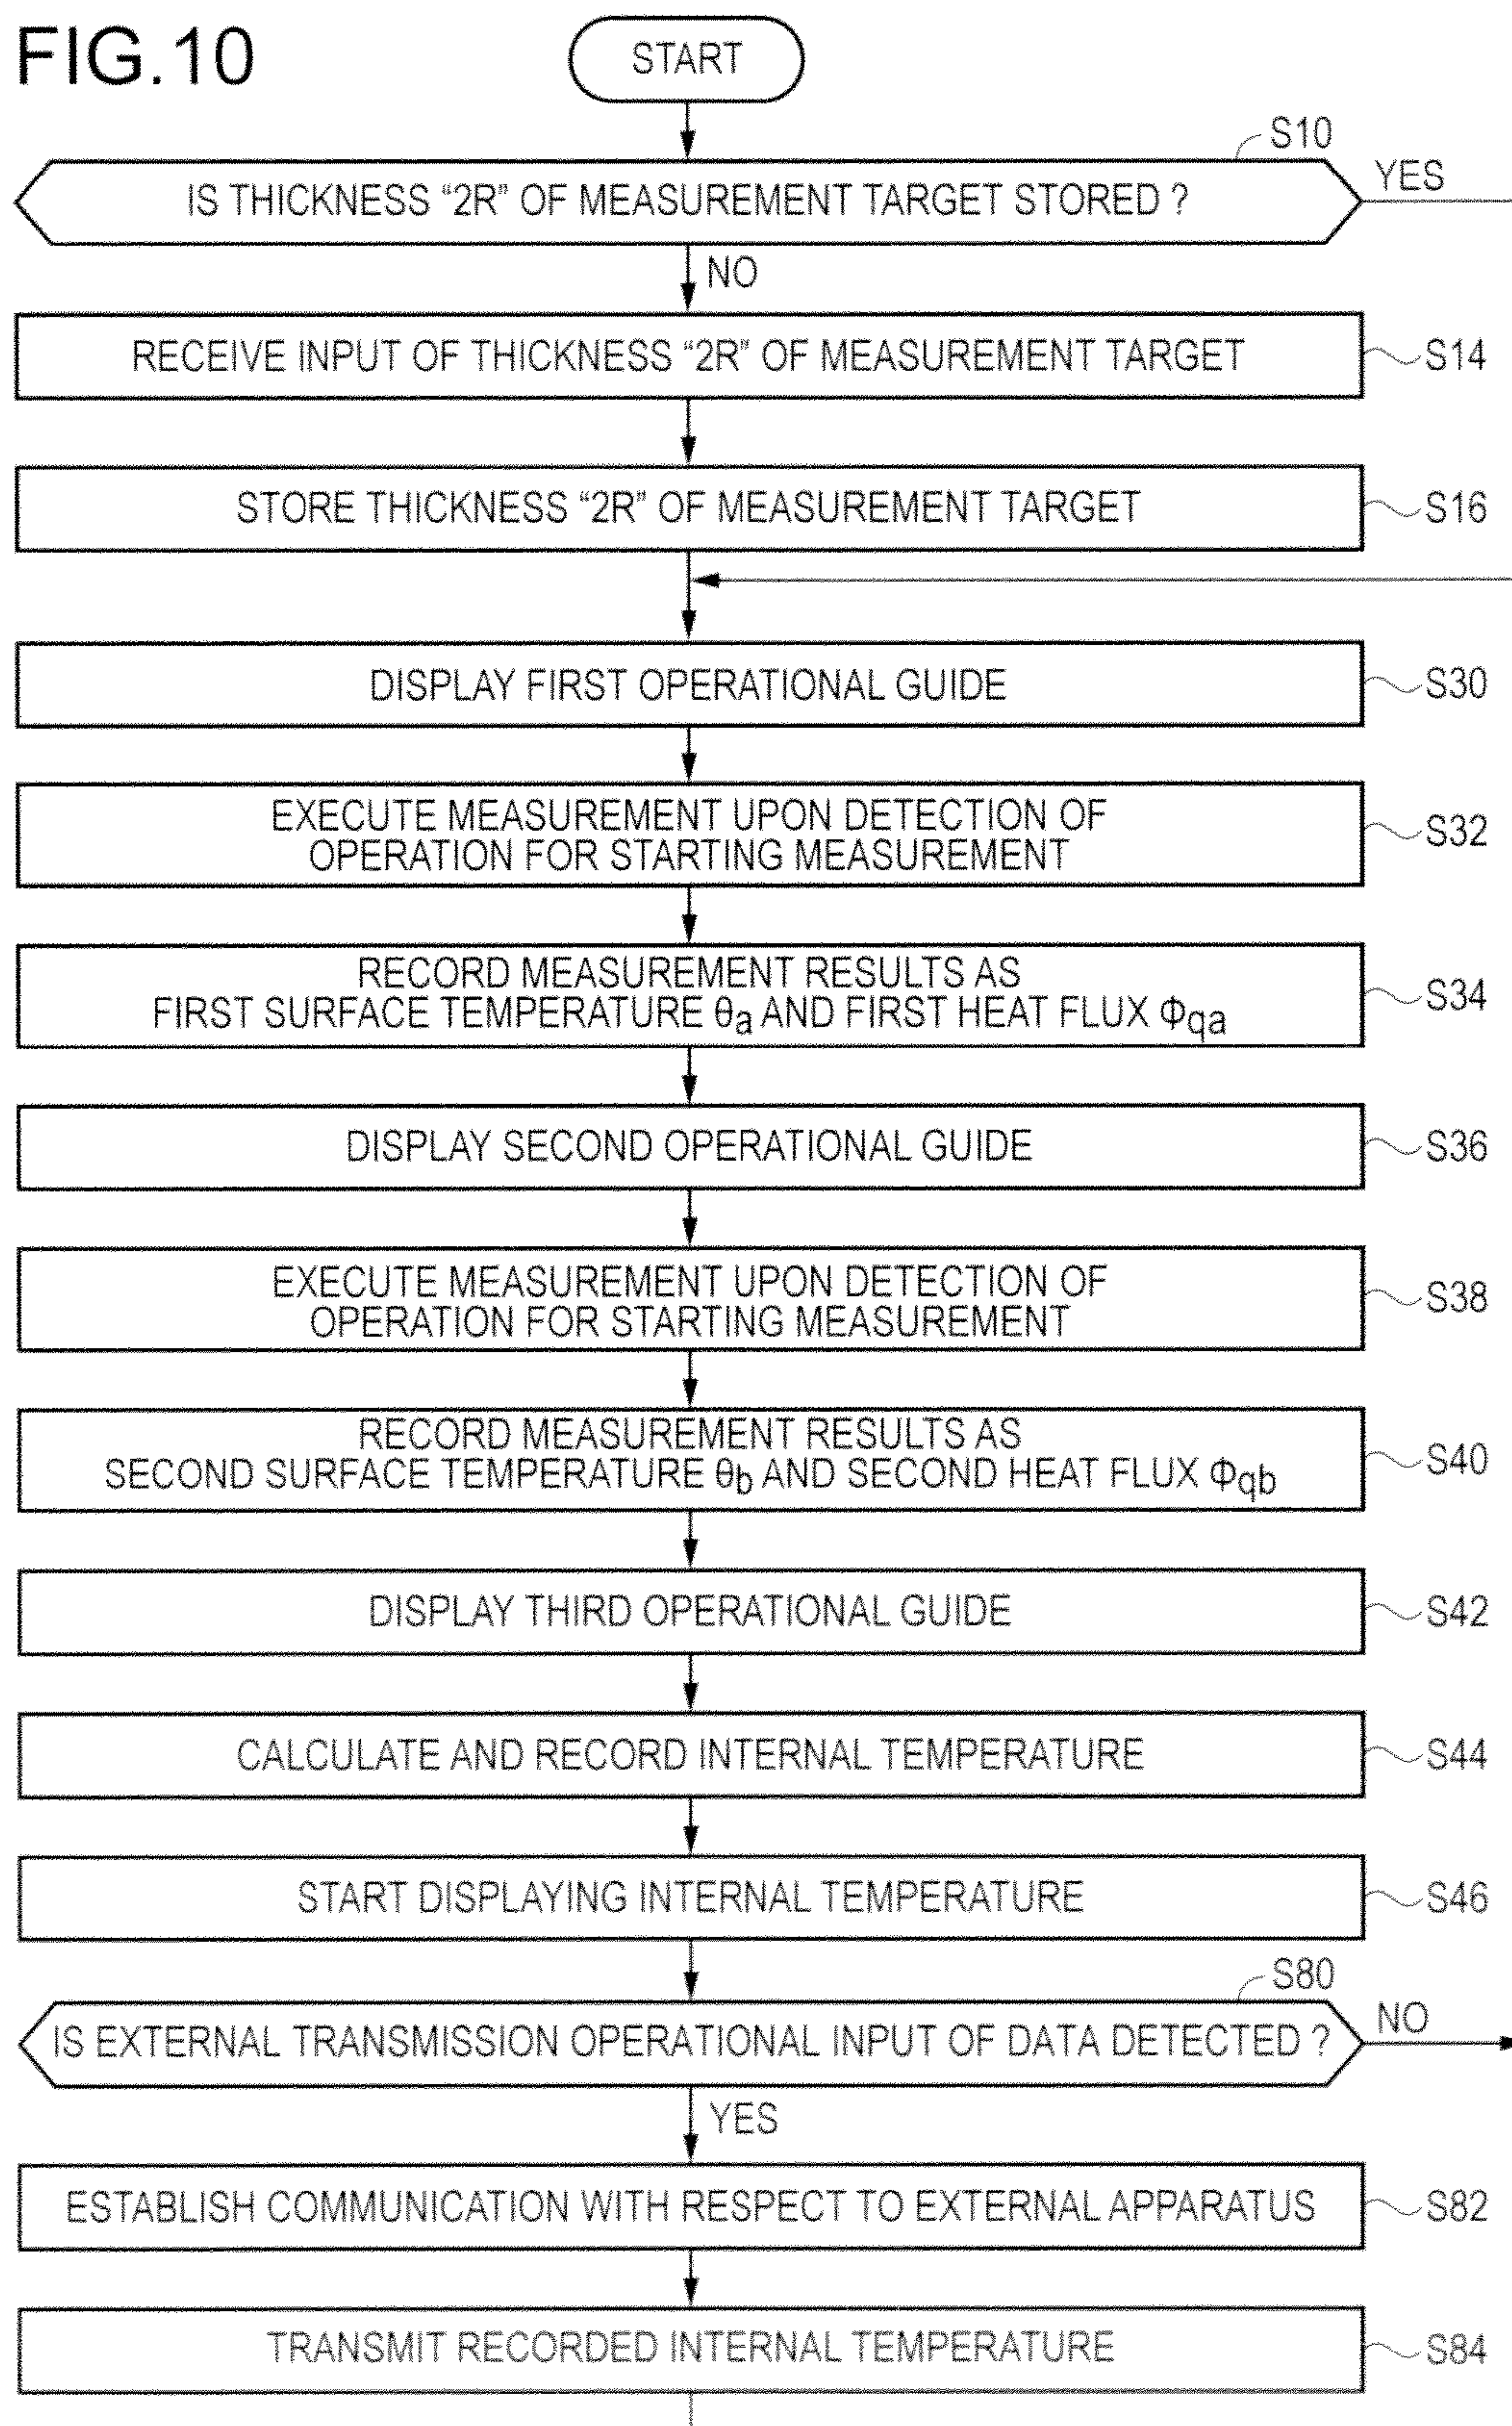 FIG.10
START
S10
IS THICKNESS “2R” OF MEASUREMENT TARGET STORED ?
YES
NO
RECEIVE INPUT OF THICKNESS “2R” OF MEASUREMENT TARGET
S14
STORE THICKNESS “2R” OF MEASUREMENT TARGET
S16
DISPLAY FIRST OPERATIONAL GUIDE
S30
EXECUTE MEASUREMENT UPON DETECTION OF
OPERATION FOR STARTING MEASUREMENT
S32
RECORD MEASUREMENT RESULTS AS
FIRST SURFACE TEMPERATURE θa AND FIRST HEAT FLUX Φqa
S34
DISPLAY SECOND OPERATIONAL GUIDE
S36
EXECUTE MEASUREMENT UPON DETECTION OF
OPERATION FOR STARTING MEASUREMENT
S38
RECORD MEASUREMENT RESULTS AS
SECOND SURFACE TEMPERATURE θb AND SECOND HEAT FLUX Φqb
S40
DISPLAY THIRD OPERATIONAL GUIDE
S42
CALCULATE AND RECORD INTERNAL TEMPERATURE
S44
START DISPLAYING INTERNAL TEMPERATURE
S46
S80
IS EXTERNAL TRANSMISSION OPERATIONAL INPUT OF DATA DETECTED ?
NO
YES
ESTABLISH COMMUNICATION WITH RESPECT TO EXTERNAL APPARATUS
S82
TRANSMIT RECORDED INTERNAL TEMPERATURE
S84